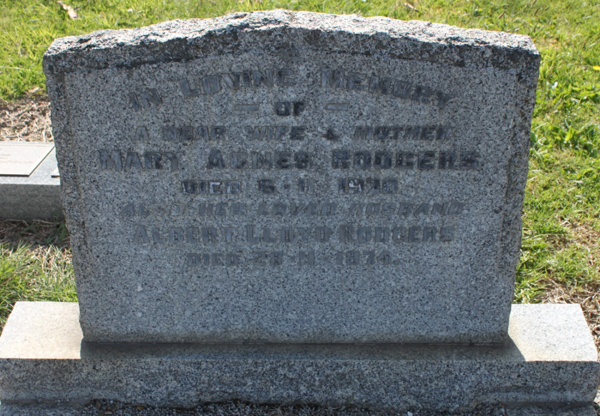 IN LOVING MEMORY
OF
A DEAR WIFE & MOTHER
MARY AGNES RODGERS
DIED
ALSO HER LOVED HUSBAND
ALBERT LLOYD RODGERS
DIED